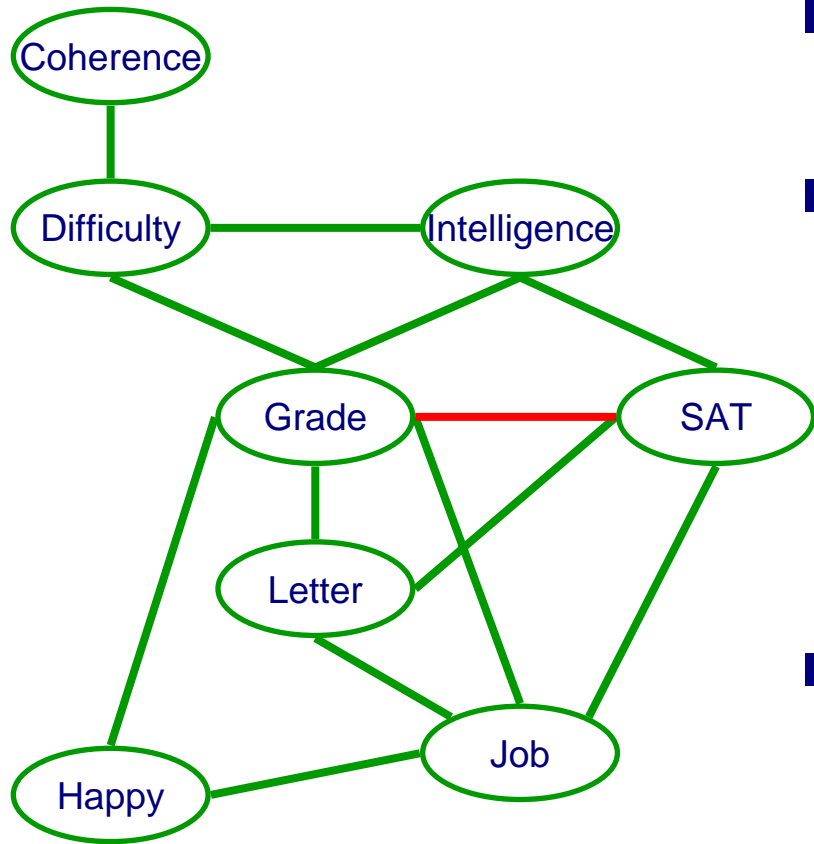 Coherence
Difficulty
Intelligence
Grade
SAT
Letter
Job
Happy